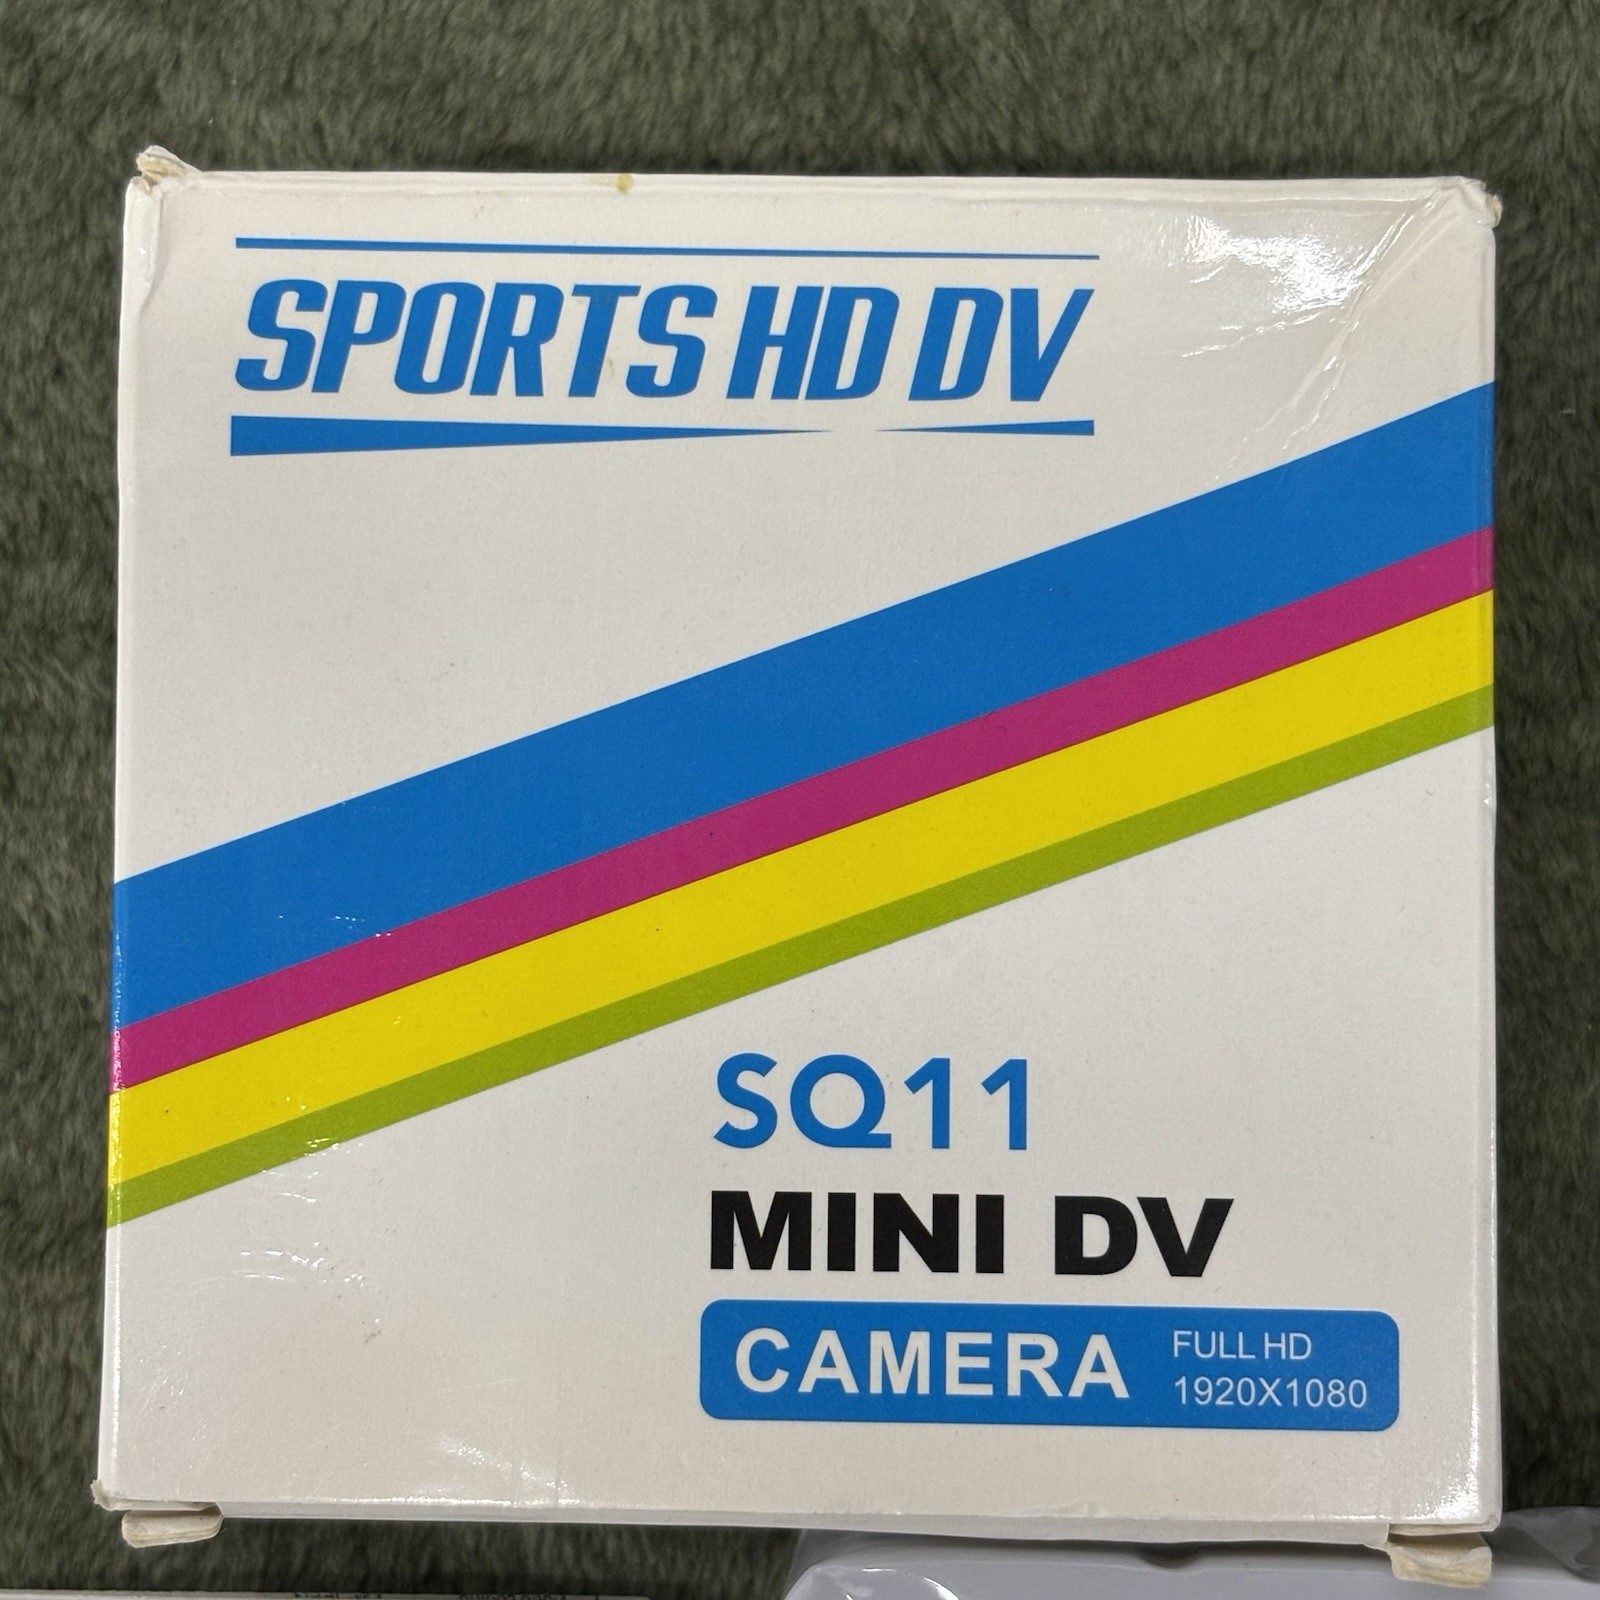 SPORTS HD DV
SQ11
MINI DV
CAMERA
FULL HD
1920X1080